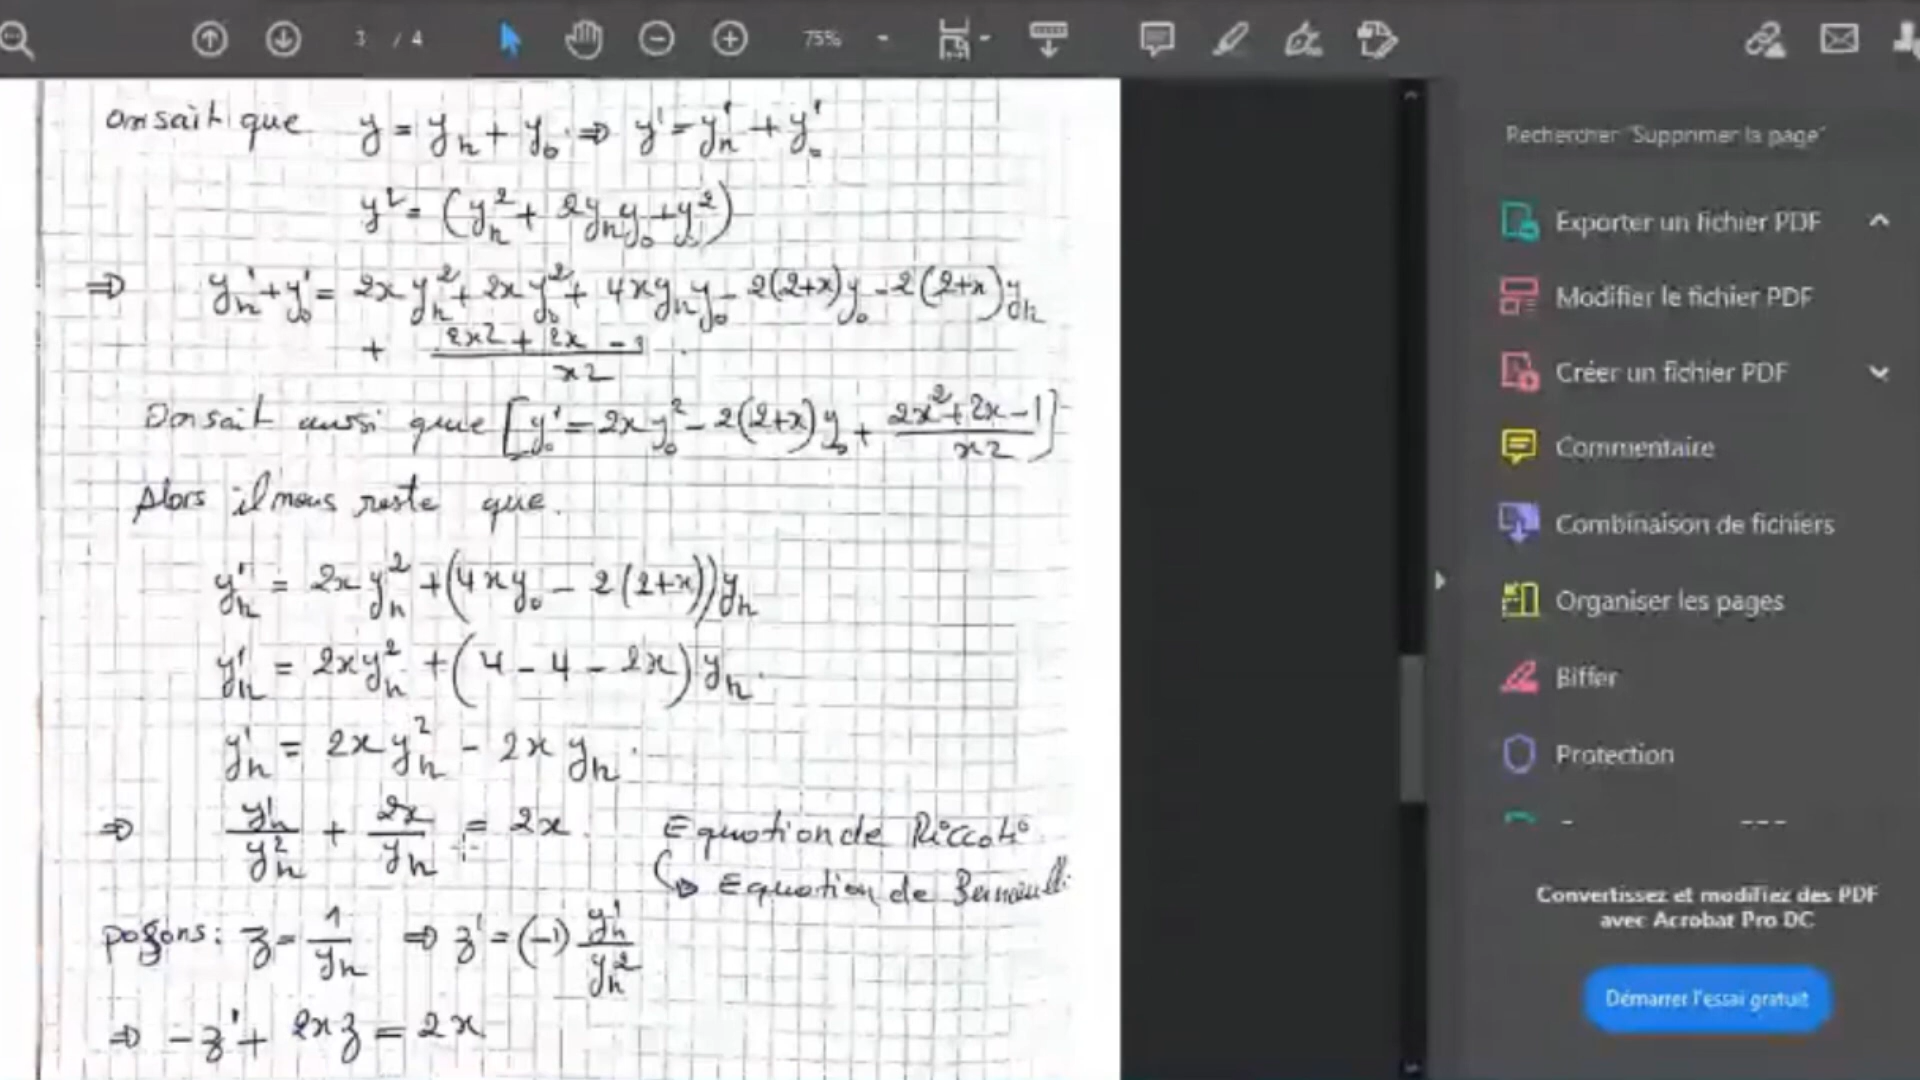 3 / 4
75%
on sait que y = y_h + y_0 ⇒ y' = y'_h + y'_0
y² = (y_h² + 2y_h y_0 + y_0²)
⇒ y'_h + y'_0 = 2x y_h² + 2x y_0² + 4x y_h y_0 - 2(2+x)y_0 - 2(2+x)y_h
+ (2x2 + 2x - 1)/x2
On sait aussi que [y'_0 = 2x y_0² - 2(2+x)y_0 + (2x² + 2x - 1)/x2]
Alors il nous reste que.
y'_h = 2x y_h² + (4x y_0 - 2(2+x))y_h
y'_h = 2x y_h² + (4 - 4 - 2x) y_h.
y'_h = 2x y_h² - 2x y_h.
⇒ y'_h/y_h² + 2x/y_h = 2x Equation de Riccati
↳ Equation de Bernoulli
posons: z = 1/y_h ⇒ z' = (-1) y'_h/y_h²
⇒ -z' + 2xz = 2x
Rechercher "Supprimer la page"
Exporter un fichier PDF
Modifier le fichier PDF
Créer un fichier PDF
Commentaire
Combinaison de fichiers
Organiser les pages
Biffer
Protection
Convertissez et modifiez des PDF
avec Acrobat Pro DC
Démarrer l'essai gratuit